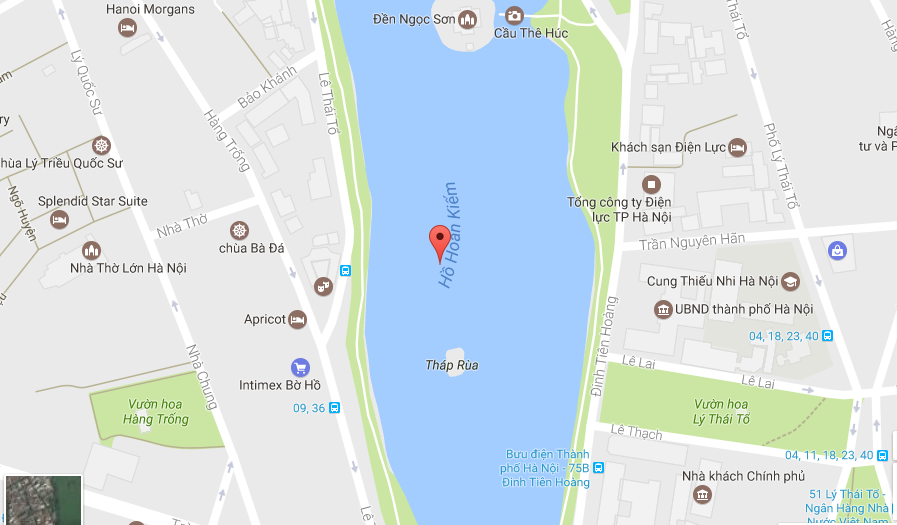 Hanoi Morgans
Đền Ngọc Sơn
Cầu Thê Húc
Lý Thái Tổ
Hàng
Lý Quốc Sư
Bảo Khánh
Lê Thái Tổ
Hàng Trống
Phố Lý Thái Tổ
Khách sạn Điện Lực
Ngâ
tư và P
chùa Lý Triều Quốc Sư
Tổng công ty Điện
lực TP Hà Nội
Splendid Star Suite
Ngõ Huyện
Nhà Thờ
chùa Bà Đá
Hồ Hoàn Kiếm
Trần Nguyên Hãn
Nhà Thờ Lớn Hà Nội
Cung Thiếu Nhi Hà Nội
UBND thành phố Hà Nội
Apricot
04, 18, 23, 40
Đinh Tiên Hoàng
Tháp Rùa
Lê Lai
Lê Lai
Nhà Chung
Intimex Bờ Hồ
09, 36
Vườn hoa
Hàng Trống
Vườn hoa
Lý Thái Tổ
Lê Thạch
Bưu điện Thành
phố Hà Nội - 75B
Đinh Tiên Hoàng
04, 11, 18, 23, 40
Nhà khách Chính phủ
51 Lý Thái Tổ -
Ngân Hàng Nhà
Nước Việt Nam
Lê